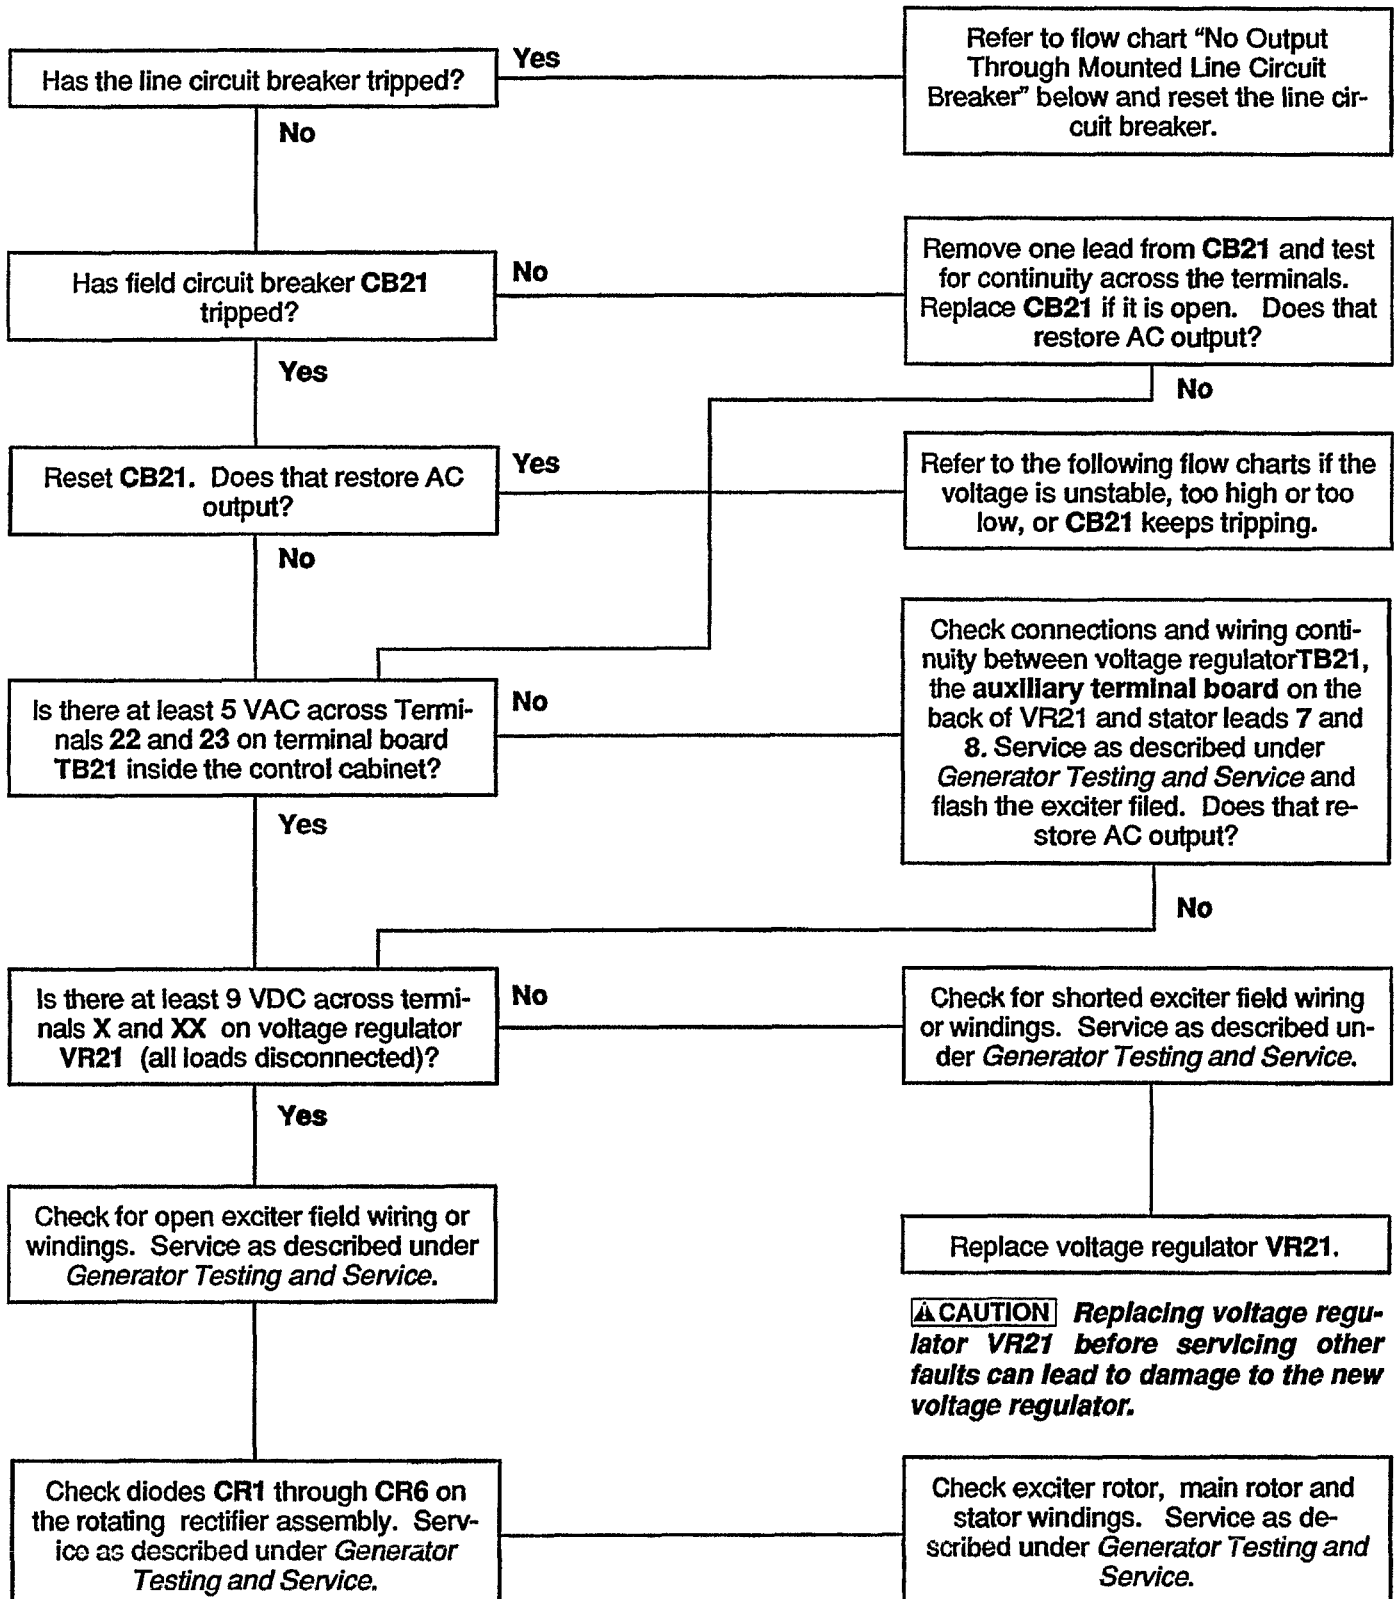 Has the line circuit breaker tripped?
Yes
Refer to flow chart "No Output
Through Mounted Line Circuit
Breaker" below and reset the line cir-
cuit breaker.
No
Has field circuit breaker CB21
tripped?
No
Remove one lead from CB21 and test
for continuity across the terminals.
Replace CB21 if it is open. Does that
restore AC output?
Yes
No
Reset CB21. Does that restore AC
output?
Yes
Refer to the following flow charts if the
voltage is unstable, too high or too
low, or CB21 keeps tripping.
No
Is there at least 5 VAC across Termi-
nals 22 and 23 on terminal board
TB21 inside the control cabinet?
No
Check connections and wiring conti-
nuity between voltage regulatorTB21,
the auxiliary terminal board on the
back of VR21 and stator leads 7 and
8. Service as described under
Generator Testing and Service and
flash the exciter filed. Does that re-
store AC output?
Yes
No
Is there at least 9 VDC across termi-
nals X and XX on voltage regulator
VR21 (all loads disconnected)?
No
Check for shorted exciter field wiring
or windings. Service as described un-
der Generator Testing and Service.
Yes
Check for open exciter field wiring or
windings. Service as described under
Generator Testing and Service.
Replace voltage regulator VR21.
CAUTION Replacing voltage regu-
lator VR21 before servicing other
faults can lead to damage to the new
voltage regulator.
Check diodes CR1 through CR6 on
the rotating rectifier assembly. Serv-
ice as described under Generator
Testing and Service.
Check exciter rotor, main rotor and
stator windings. Service as de-
scribed under Generator Testing and
Service.